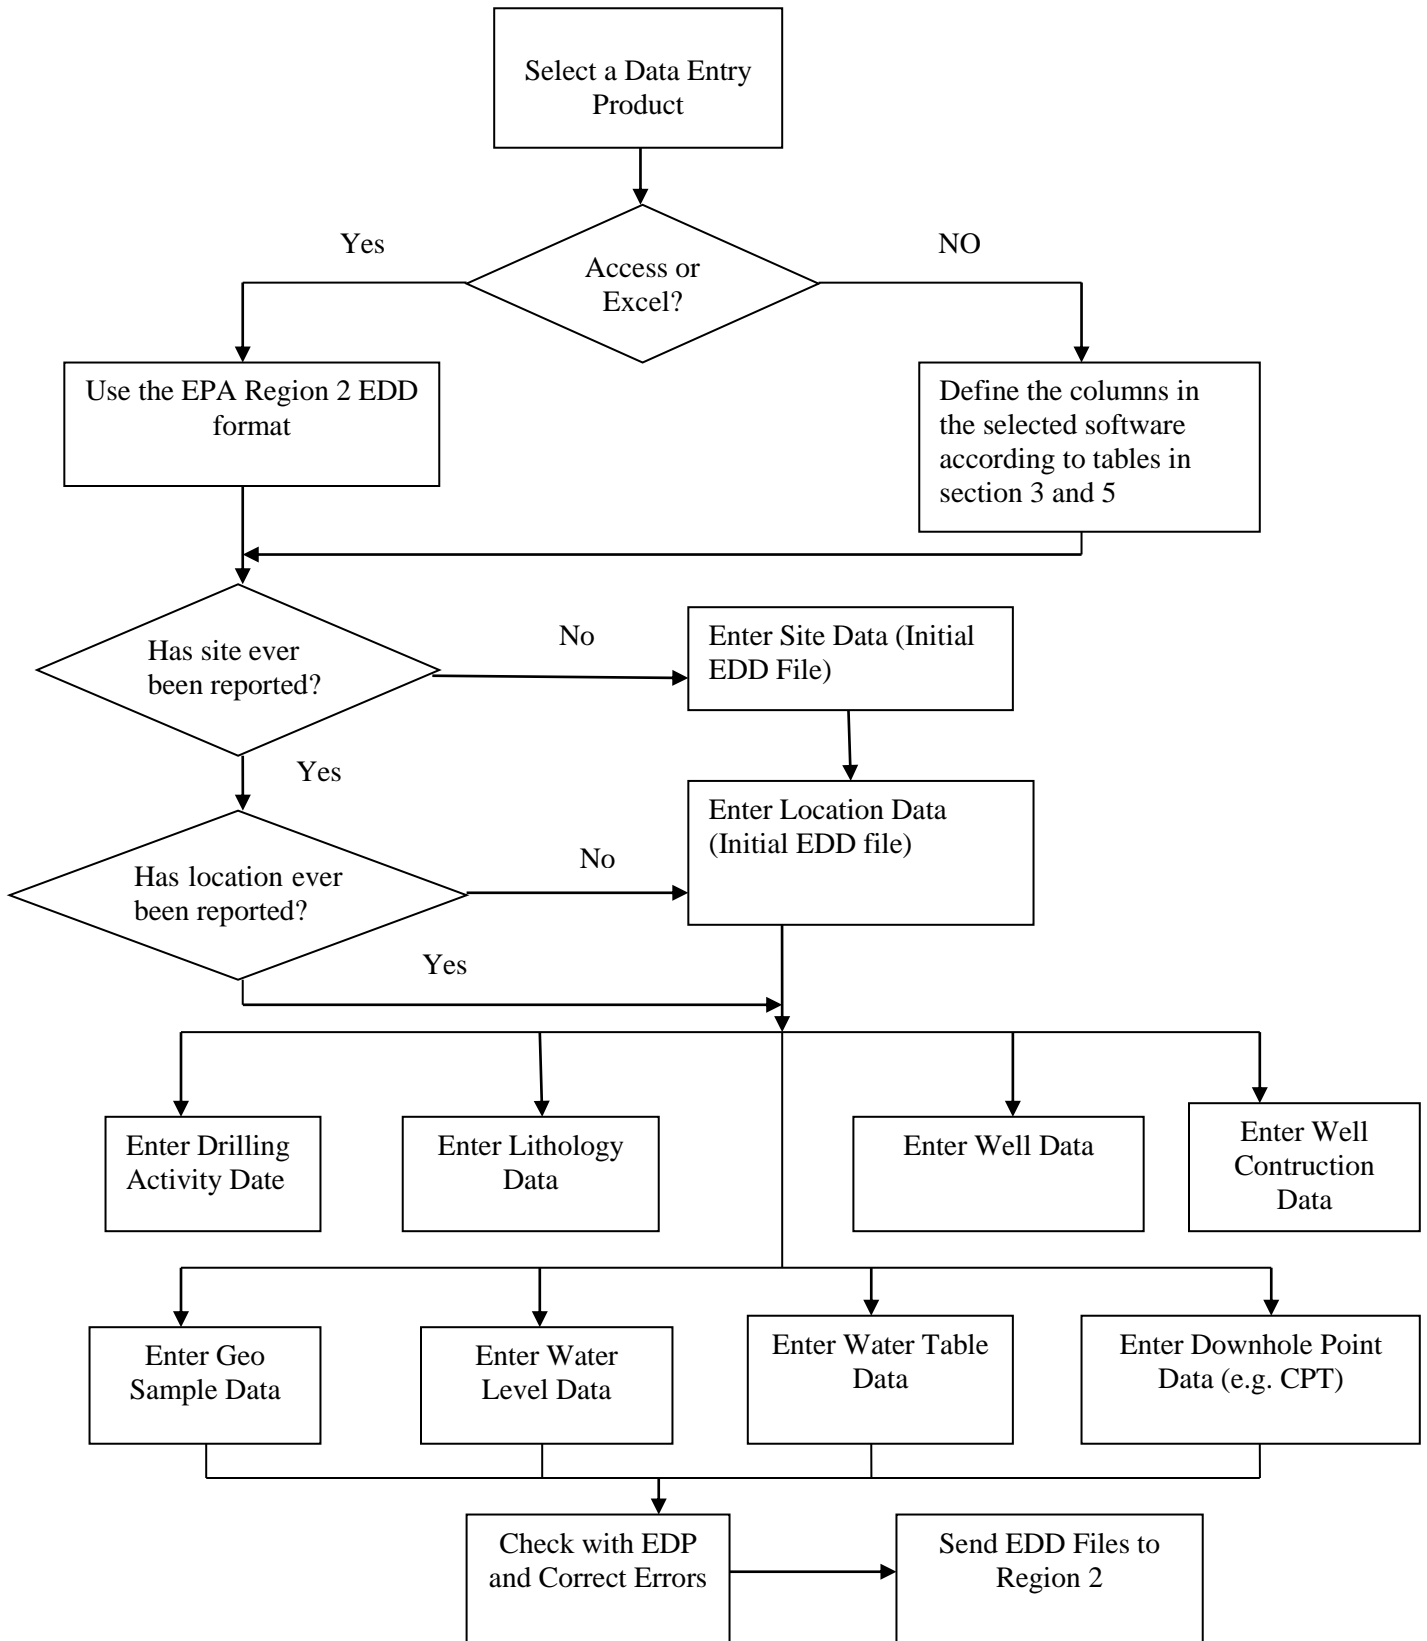 Select a Data Entry
Product
Yes
NO
Access or
Excel?
Use the EPA Region 2 EDD
format
Define the columns in
the selected software
according to tables in
section 3 and 5
Has site ever
been reported?
No
Enter Site Data (Initial
EDD File)
Yes
Enter Location Data
(Initial EDD file)
Has location ever
been reported?
No
Yes
Enter Drilling
Activity Date
Enter Lithology
Data
Enter Well Data
Enter Well
Contruction
Data
Enter Geo
Sample Data
Enter Water
Level Data
Enter Water Table
Data
Enter Downhole Point
Data (e.g. CPT)
Check with EDP
and Correct Errors
Send EDD Files to
Region 2